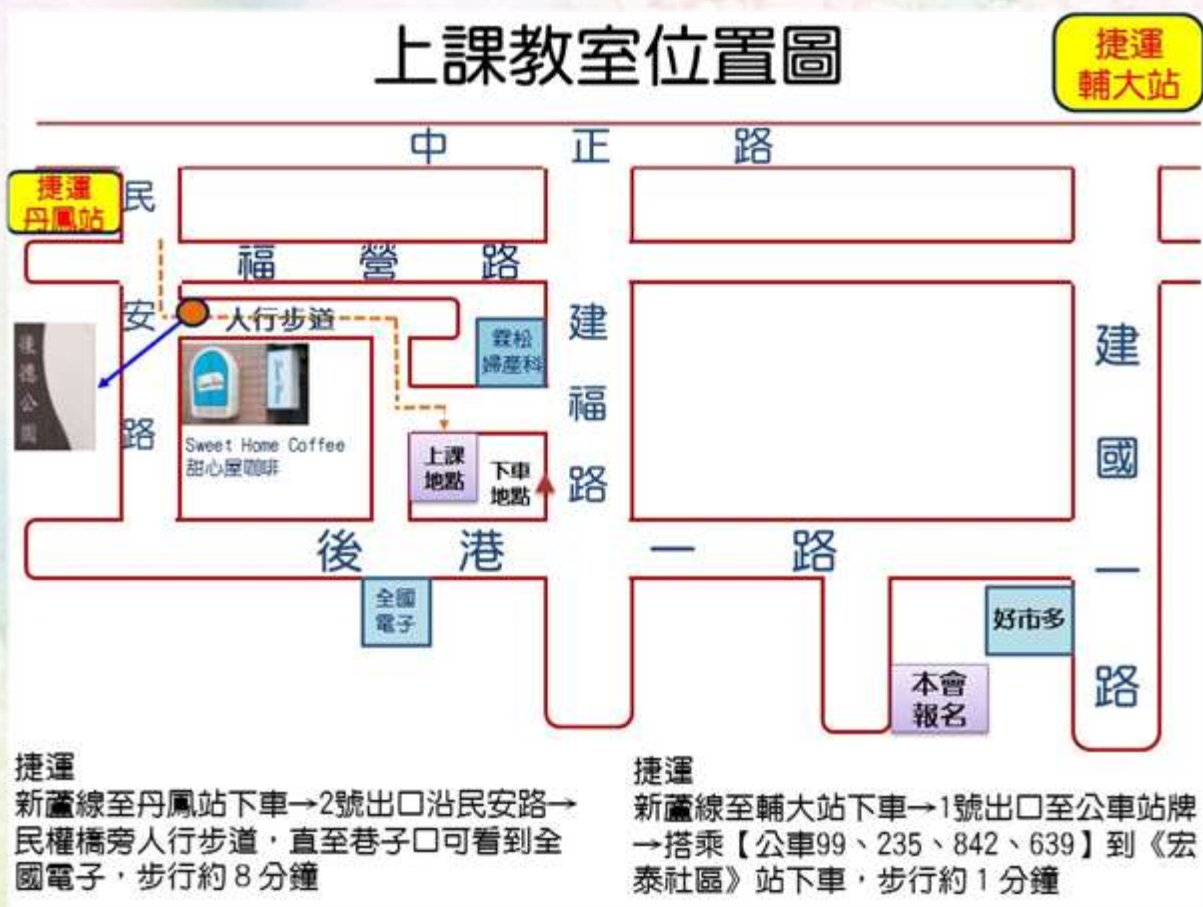 上課教室位置圖
捷運
輔大站
中正路
捷運
丹鳳站
民安路
福營路
人行步道
後德公園
霖松
婦產科
建福路
建國一路
Sweet Home Coffee
甜心屋咖啡
上課
地點
下車
地點
後港一路
全國
電子
好市多
本會
報名
捷運
新蘆線至丹鳳站下車→2號出口沿民安路→
民權橋旁人行步道，直至巷子口可看到全
國電子，步行約8分鐘
捷運
新蘆線至輔大站下車→1號出口至公車站牌
→搭乘【公車99、235、842、639】到《宏
泰社區》站下車，步行約1分鐘